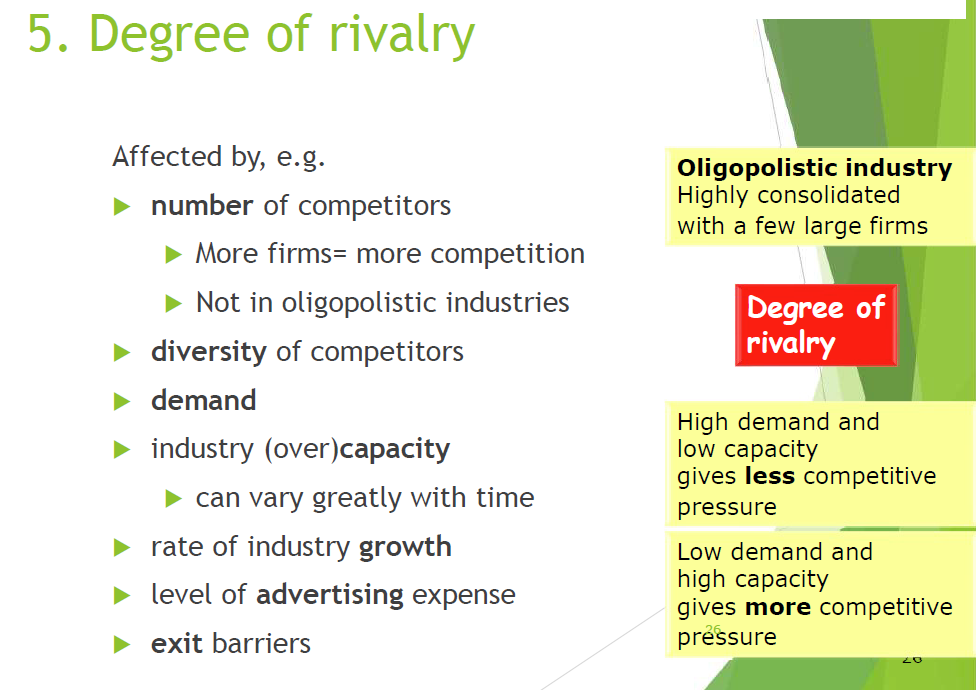 5. Degree of rivalry
Affected by, e.g.
number of competitors
More firms= more competition
Not in oligopolistic industries
diversity of competitors
demand
industry (over)capacity
can vary greatly with time
rate of industry growth
level of advertising expense
exit barriers
Oligopolistic industry
Highly consolidated
with a few large firms
Degree of
rivalry
High demand and
low capacity
gives less competitive
pressure
Low demand and
high capacity
gives more competitive
pressure
26
26